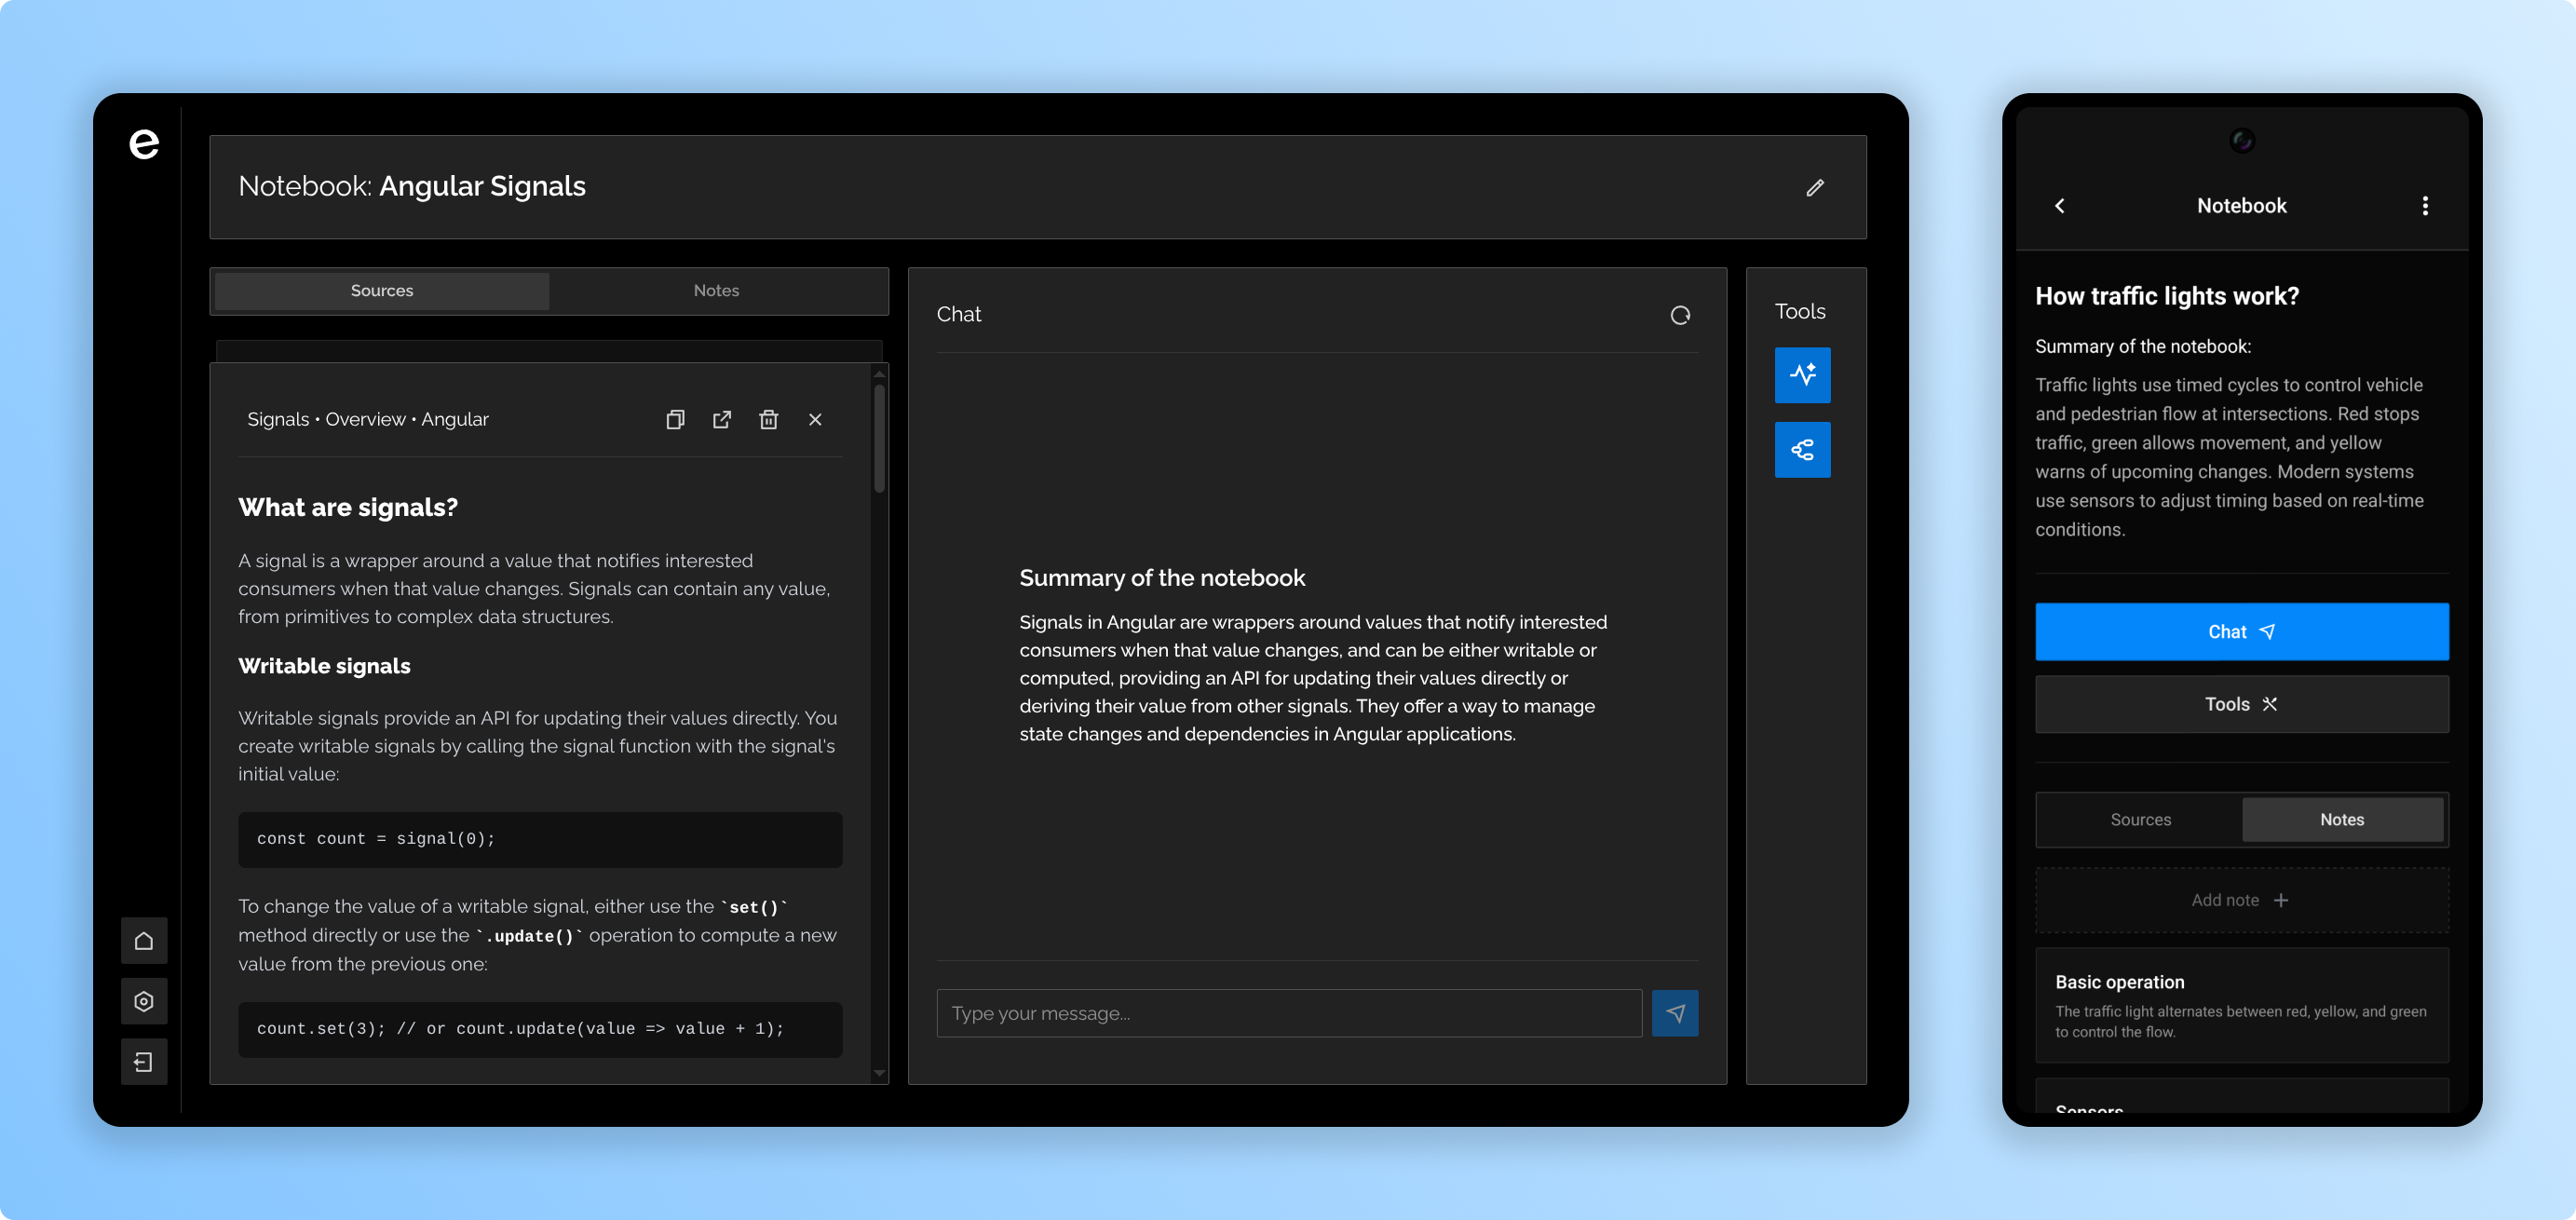 e
Notebook: Angular Signals
Sources
Notes
Signals • Overview • Angular
What are signals?
A signal is a wrapper around a value that notifies interested
consumers when that value changes. Signals can contain any value,
from primitives to complex data structures.
Writable signals
Writable signals provide an API for updating their values directly. You
create writable signals by calling the signal function with the signal's
initial value:
const count = signal(0);
To change the value of a writable signal, either use the `set()`
method directly or use the `.update()` operation to compute a new
value from the previous one:
count.set(3); // or count.update(value => value + 1);
Chat
Summary of the notebook
Signals in Angular are wrappers around values that notify interested
consumers when that value changes, and can be either writable or
computed, providing an API for updating their values directly or
deriving their value from other signals. They offer a way to manage
state changes and dependencies in Angular applications.
Type your message...
Tools
Notebook
How traffic lights work?
Summary of the notebook:
Traffic lights use timed cycles to control vehicle
and pedestrian flow at intersections. Red stops
traffic, green allows movement, and yellow
warns of upcoming changes. Modern systems
use sensors to adjust timing based on real-time
conditions.
Chat
Tools
Sources
Notes
Add note
Basic operation
The traffic light alternates between red, yellow, and green
to control the flow.
Sensors